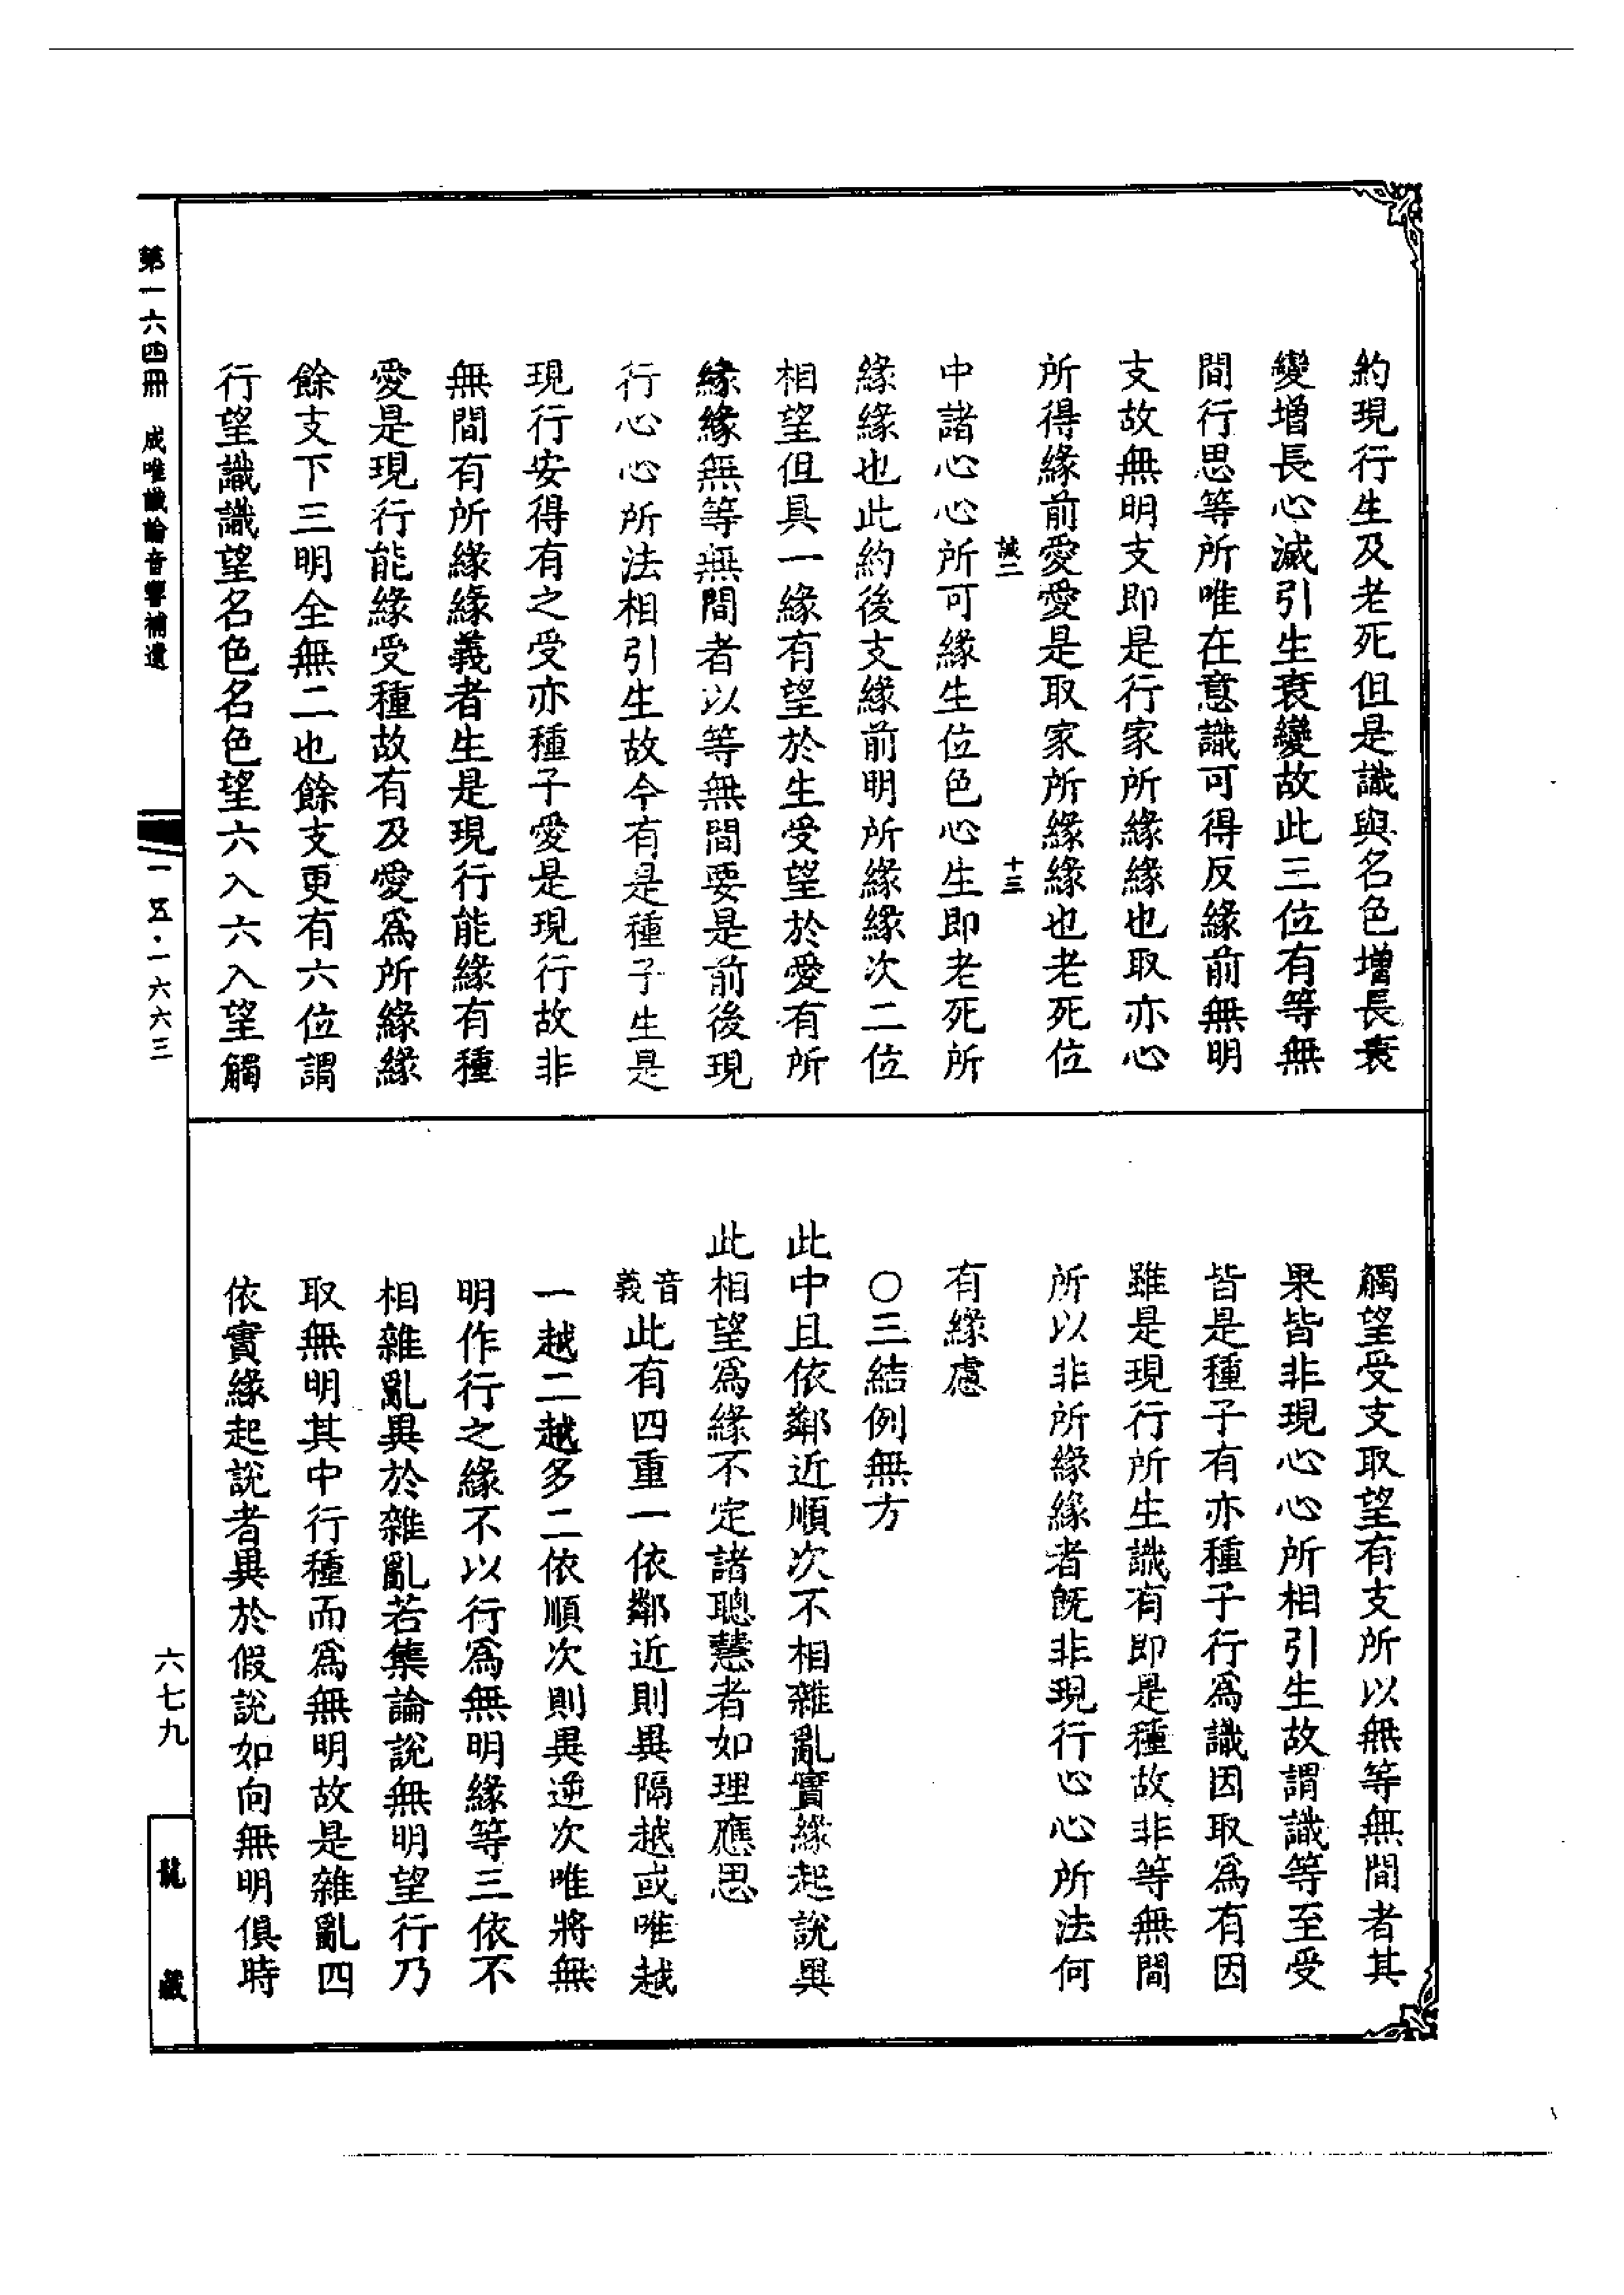 約現行生及老死但是識與名色增長衰
變增長心滅引生衰變故此三位有等無
間行思等所唯在意識可得反緣前無明
支故無明支即是行家所緣緣也取亦心
所得緣前愛愛是取家所緣緣也老死位
誠二 十三
中諸心心所可緣生位色心生即老死所
緣緣也此約後支緣前明所緣緣次二位
相望但具一緣有望於生受望於愛有所
緣緣無等無間者以等無間要是前後現
行心心所法相引生故今有是種子生是
現行安得有之受亦種子愛是現行故非
無間有所緣緣義者生是現行能緣有種
愛是現行能緣受種故有及愛為所緣緣
餘支下三明全無二也餘支更有六位謂
行望識識望名色名色望六入六入望觸
觸望受支取望有支所以無等無間者其
果皆非現心心所相引生故謂識等至受
皆是種子有亦種子行為識因取為有因
雖是現行所生識有即是種故非等無間
所以非所緣緣者既非現行心心所法何
有緣慮
○三結例無方
此中且依鄰近順次不相雜亂實緣起說異
此相望為緣不定諸聰慧者如理應思
音義此有四重一依鄰近則異隔越或唯越
一越二越多二依順次則異逆次唯將無
明作行之緣不以行為無明緣等三依不
相雜亂異於雜亂若集論說無明望行乃
取無明其中行種而為無明故是雜亂四
依實緣起說者異於假說如向無明俱時
第一六四冊 成唯識論音響補遺
一五·一六六三
六七九
龍藏